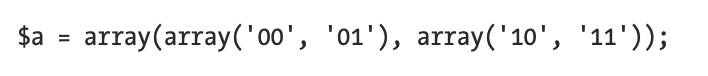 $a = array(array('00', '01'), array('10', '11'));